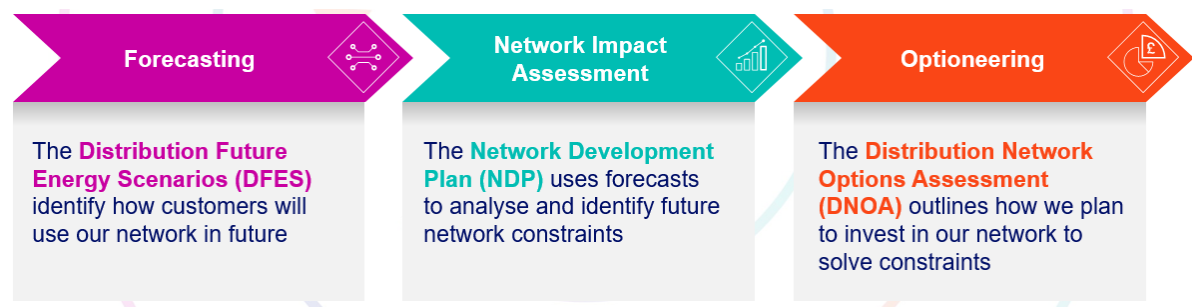 Forecasting
Network Impact
Assessment
Optioneering
£
The Distribution Future
Energy Scenarios (DFES)
identify how customers will
use our network in future
The Network Development
Plan (NDP) uses forecasts
to analyse and identify future
network constraints
The Distribution Network
Options Assessment
(DNOA) outlines how we plan
to invest in our network to
solve constraints